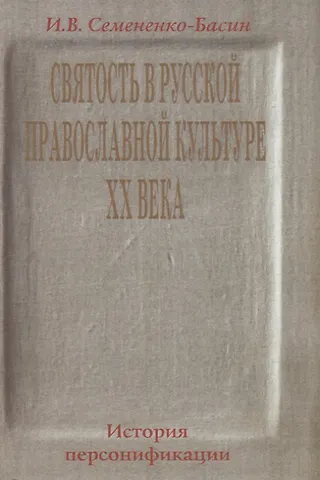 И.В. Семененко-Басин
СВЯТОСТЬ В РУССКОЙ
ПРАВОСЛАВНОЙ КУЛЬТУРЕ
XX ВЕКА
История
персонификации